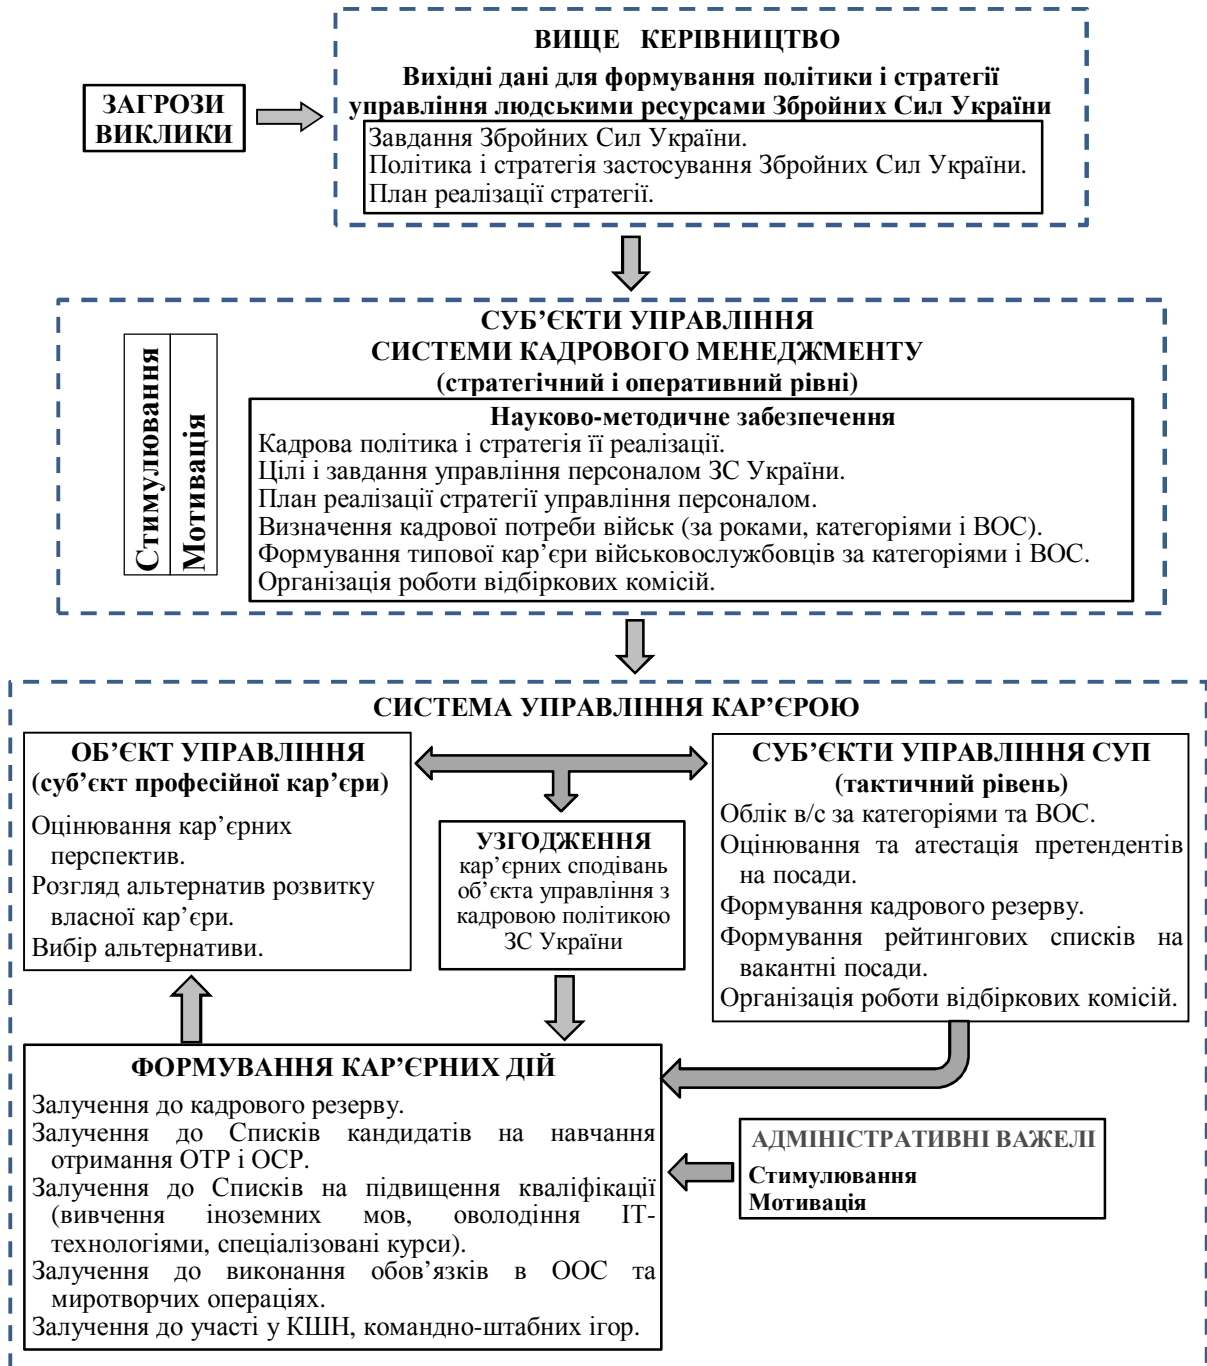 ВИЩЕ КЕРІВНИЦТВО
Вихідні дані для формування політики і стратегії
управління людськими ресурсами Збройних Сил України
ЗАГРОЗИ
ВИКЛИКИ
Завдання Збройних Сил України.
Політика і стратегія застосування Збройних Сил України.
План реалізації стратегії.
СУБ’ЄКТИ УПРАВЛІННЯ
СИСТЕМИ КАДРОВОГО МЕНЕДЖМЕНТУ
(стратегічний і оперативний рівні)
Стимулювання
Мотивація
Науково-методичне забезпечення
Кадрова політика і стратегія її реалізації.
Цілі і завдання управління персоналом ЗС України.
План реалізації стратегії управління персоналом.
Визначення кадрової потреби військ (за роками, категоріями і ВОС).
Формування типової кар’єри військовослужбовців за категоріями і ВОС.
Організація роботи відбіркових комісій.
СИСТЕМА УПРАВЛІННЯ КАР’ЄРОЮ
ОБ’ЄКТ УПРАВЛІННЯ
(суб’єкт професійної кар’єри)
Оцінювання кар’єрних
перспектив.
Розгляд альтернатив розвитку
власної кар’єри.
Вибір альтернативи.
УЗГОДЖЕННЯ
кар’єрних сподівань
об’єкта управління з
кадровою політикою
ЗС України
СУБ’ЄКТИ УПРАВЛІННЯ СУП
(тактичний рівень)
Облік в/с за категоріями та ВОС.
Оцінювання та атестація претендентів
на посади.
Формування кадрового резерву.
Формування рейтингових списків на
вакантні посади.
Організація роботи відбіркових комісій.
ФОРМУВАННЯ КАР’ЄРНИХ ДІЙ
Залучення до кадрового резерву.
Залучення до Списків кандидатів на навчання
отримання ОТР і ОСР.
Залучення до Списків на підвищення кваліфікації
(вивчення іноземних мов, оволодіння ІТ-
технологіями, спеціалізовані курси).
Залучення до виконання обов’язків в ООС та
миротворчих операціях.
Залучення до участі у КШН, командно-штабних ігор.
АДМІНІСТРАТИВНІ ВАЖЕЛІ
Стимулювання
Мотивація